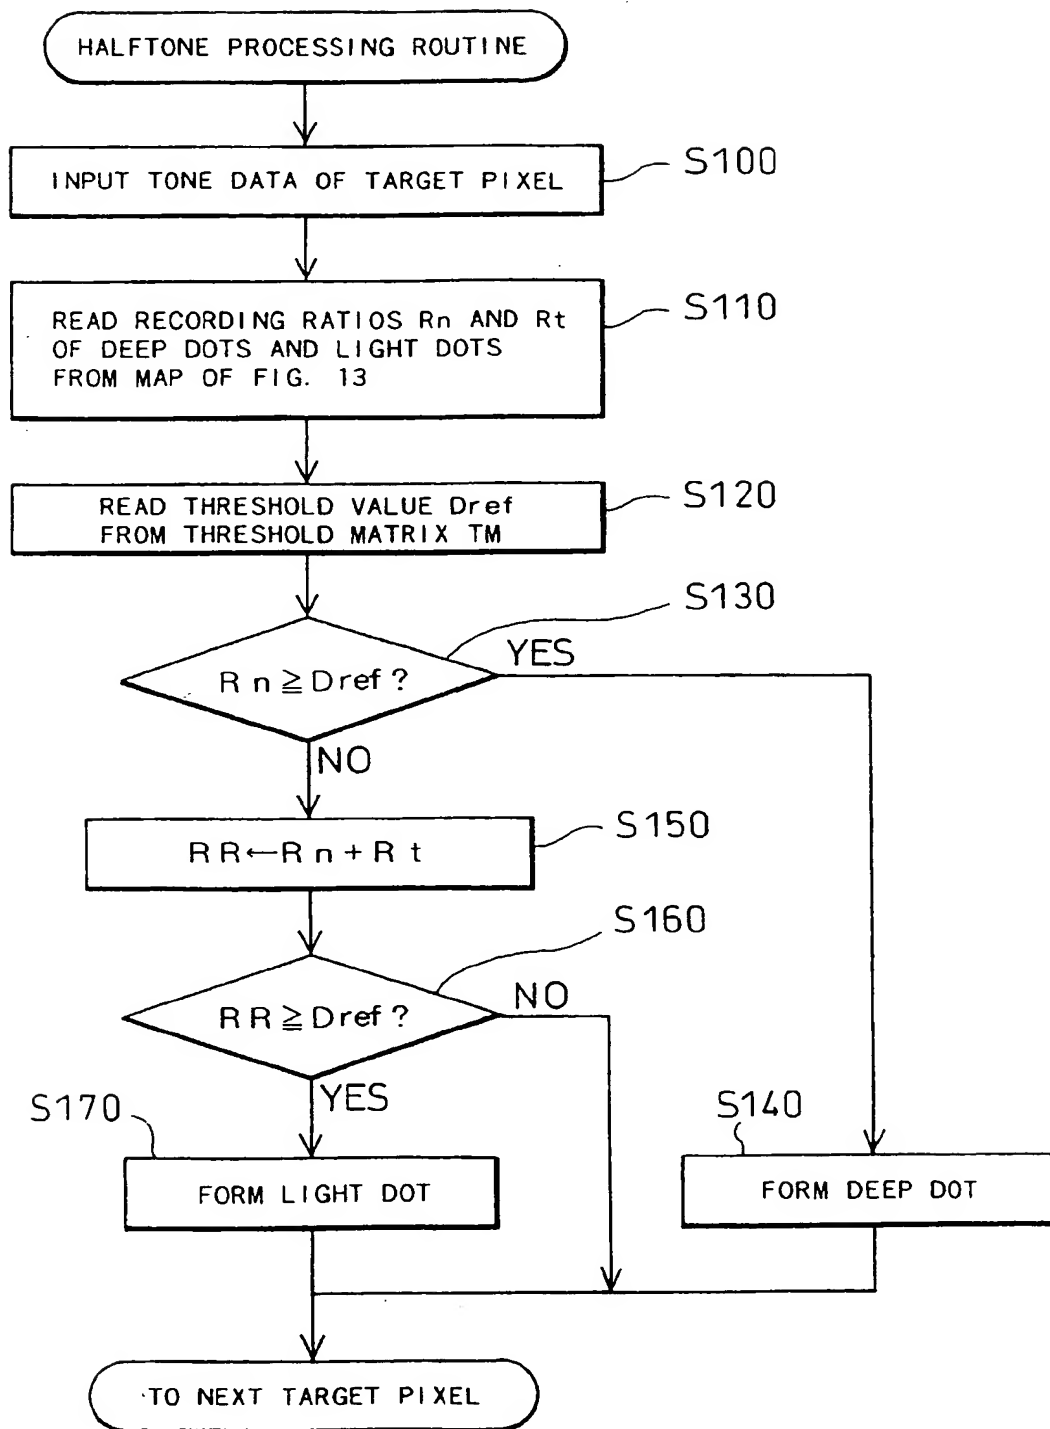 HALFTONE PROCESSING ROUTINE
INPUT TONE DATA OF TARGET PIXEL
S100
READ RECORDING RATIOS Rn AND Rt
OF DEEP DOTS AND LIGHT DOTS
FROM MAP OF FIG. 13
S110
READ THRESHOLD VALUE Dref
FROM THRESHOLD MATRIX TM
S120
S130
Rn≧Dref?
YES
NO
RR←Rn+Rt
S150
S160
RR≧Dref?
NO
YES
S170
FORM LIGHT DOT
S140
FORM DEEP DOT
TO NEXT TARGET PIXEL